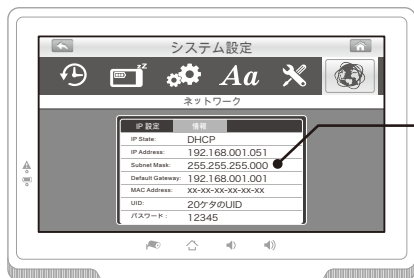 システム設定
Aa
ネットワーク
IP 設定 情報
IP State: DHCP
IP Address: 192.168.001.051
Subnet Mask: 255.255.255.000
Default Gateway: 192.168.001.001
MAC Address: xx-xx-xx-xx-xx-xx
UID: 20ケタのUID
パスワード : 12345